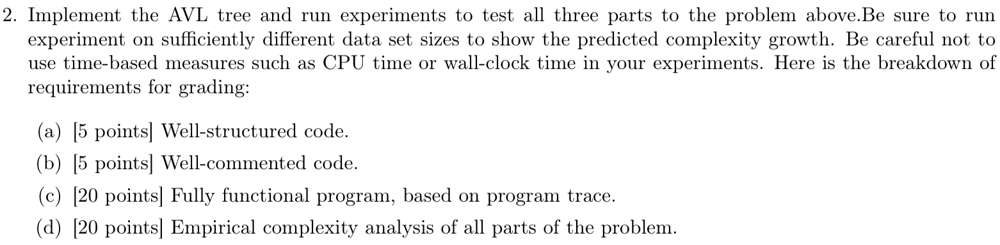 2. Implement the AVL tree and run experiments to test all three parts to the problem above.Be sure to run
experiment on sufficiently different data set sizes to show the predicted complexity growth. Be careful not to
use time-based measures such as CPU time or wall-clock time in your experiments. Here is the breakdown of
requirements for grading:
(a) [5 points] Well-structured code.
(b) [5 points] Well-commented code.
(c) [20 points] Fully functional program, based on program trace.
(d) [20 points] Empirical complexity analysis of all parts of the problem.